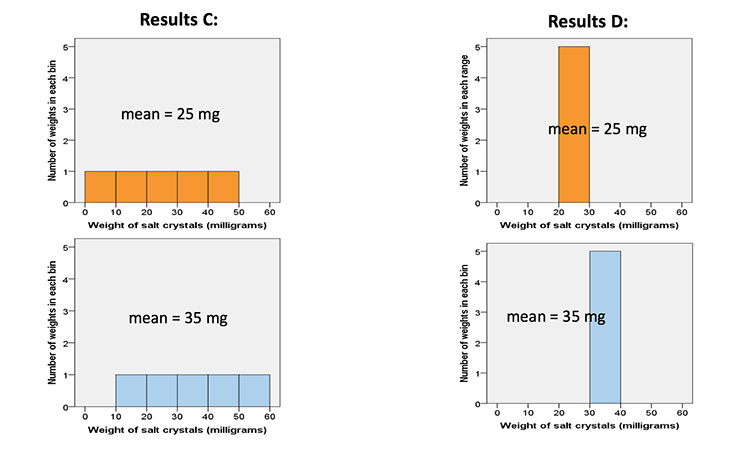 Results C:
5
4
3
2
1
0
Number of weights in each bin
mean = 25 mg
0 10 20 30 40 50 60
Weight of salt crystals (milligrams)
Results D:
5
4
3
2
1
0
Number of weights in each range
mean = 25 mg
0 10 20 30 40 50 60
Weight of salt crystals (milligrams)
5
4
3
2
1
0
Number of weights in each bin
mean = 35 mg
0 10 20 30 40 50 60
Weight of salt crystals (milligrams)
5
4
3
2
1
0
Number of weights in each bin
mean = 35 mg
0 10 20 30 40 50 60
Weight of salt crystals (milligrams)